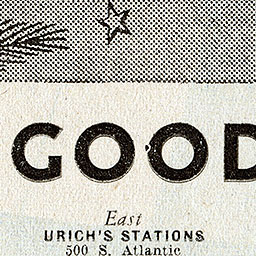 GOOD
East
URICH'S STATIONS
500 S. Atlantic